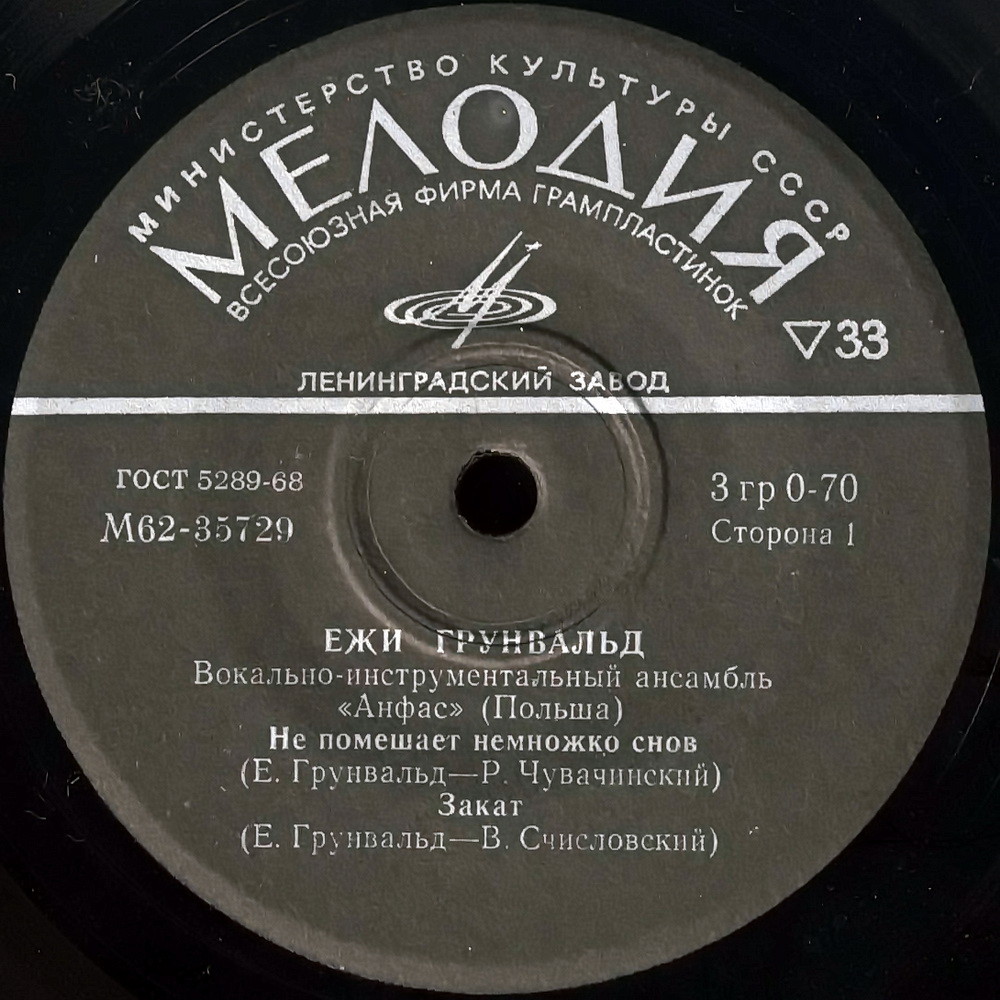 МИНИСТЕРСТВО КУЛЬТУРЫ СССР
МЕЛОДИЯ
ВСЕСОЮЗНАЯ ФИРМА ГРАМПЛАСТИНОК
▽33
ЛЕНИНГРАДСКИЙ ЗАВОД
ГОСТ 5289-68
М62-35729
3 гр 0-70
Сторона 1
ЕЖИ ГРУНВАЛЬД
Вокально-инструментальный ансамбль
«Анфас» (Польша)
Не помешает немножко снов
(Е. Грунвальд—Р. Чувачинский)
Закат
(Е. Грунвальд—В. Счисловский)